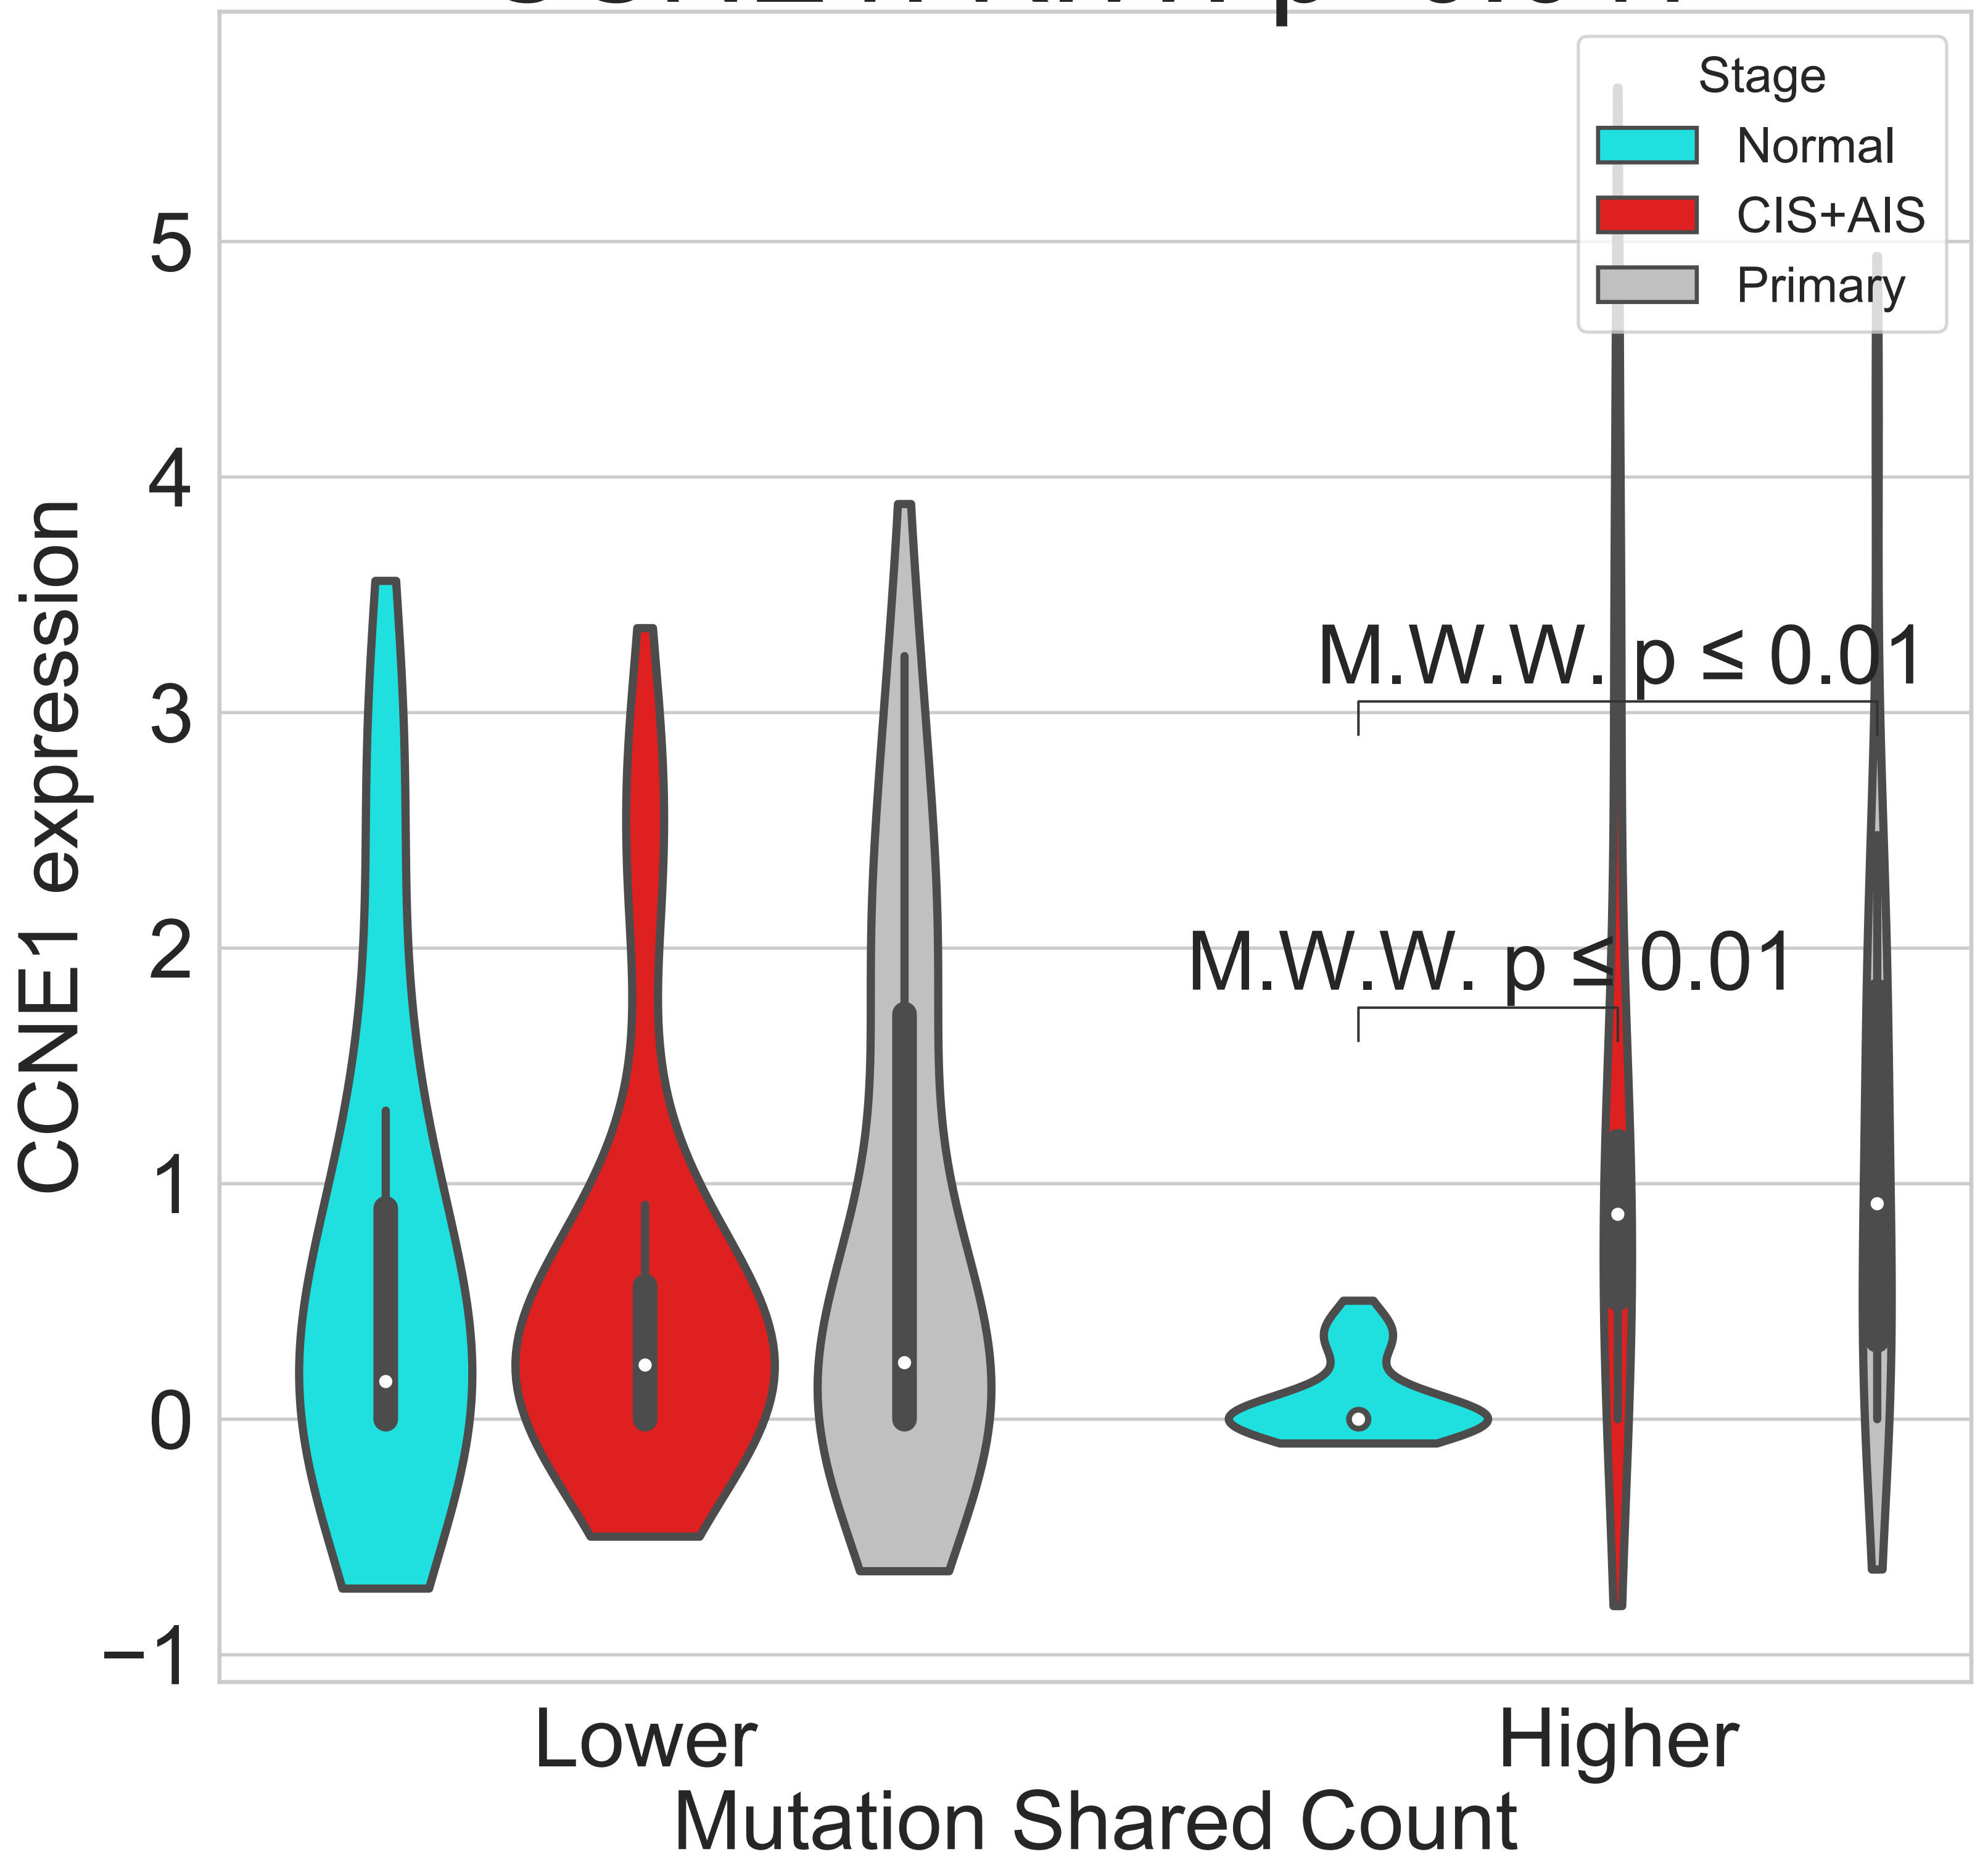 Stage
Normal
CIS+AIS
Primary
5
4
3
2
1
0
−1
CCNE1 expression
M.W.W. p ≤ 0.01
M.W.W. p ≤ 0.01
Lower
Higher
Mutation Shared Count